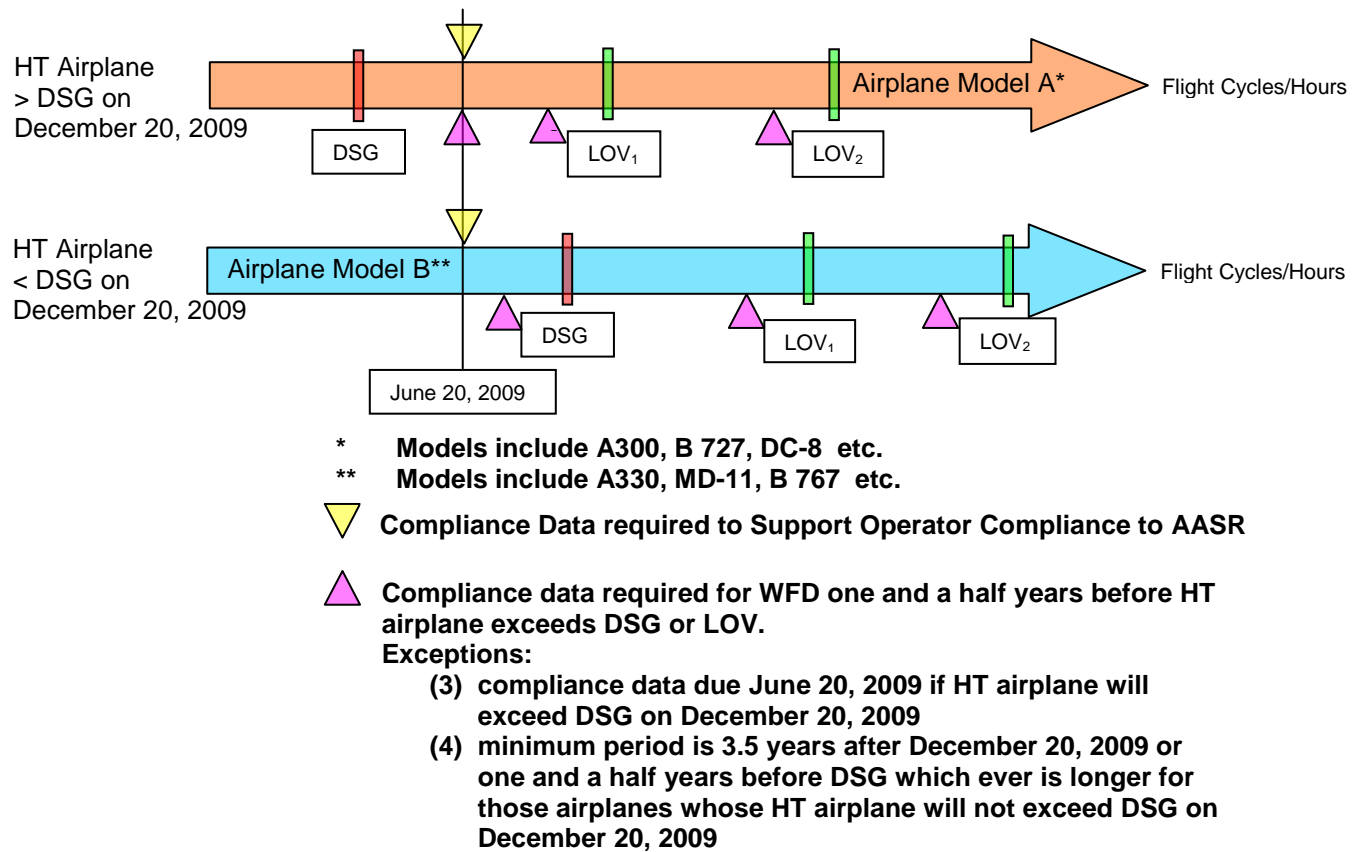 HT Airplane
> DSG on
December 20, 2009
Airplane Model A*
Flight Cycles/Hours
DSG
LOV₁
LOV₂
HT Airplane
< DSG on
December 20, 2009
Airplane Model B**
Flight Cycles/Hours
DSG
LOV₁
LOV₂
June 20, 2009
* Models include A300, B 727, DC-8 etc.
** Models include A330, MD-11, B 767 etc.
Compliance Data required to Support Operator Compliance to AASR
Compliance data required for WFD one and a half years before HT
airplane exceeds DSG or LOV.
Exceptions:
(3) compliance data due June 20, 2009 if HT airplane will
exceed DSG on December 20, 2009
(4) minimum period is 3.5 years after December 20, 2009 or
one and a half years before DSG which ever is longer for
those airplanes whose HT airplane will not exceed DSG on
December 20, 2009